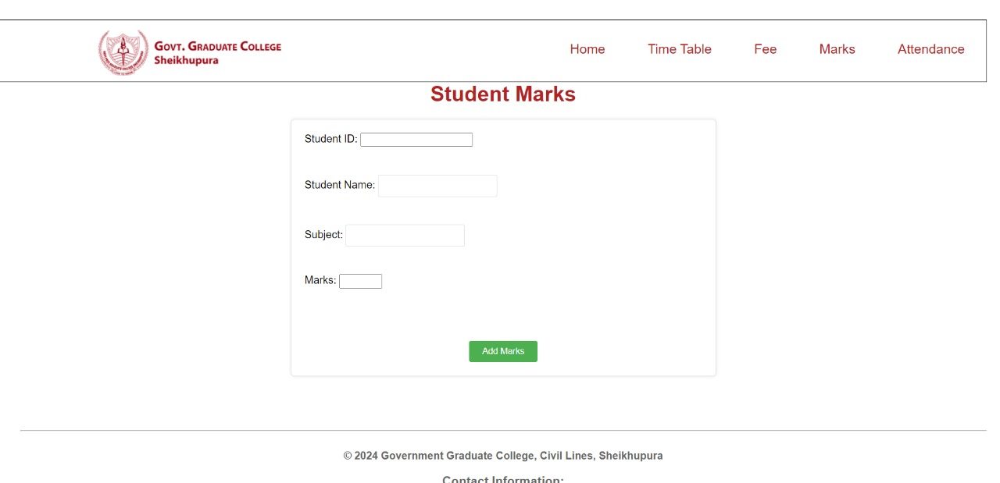 GOVT. GRADUATE COLLEGE
Sheikhupura
Home Time Table Fee Marks Attendance
Student Marks
Student ID:
Student Name:
Subject:
Marks:
Add Marks
© 2024 Government Graduate College, Civil Lines, Sheikhupura
Contact Information: